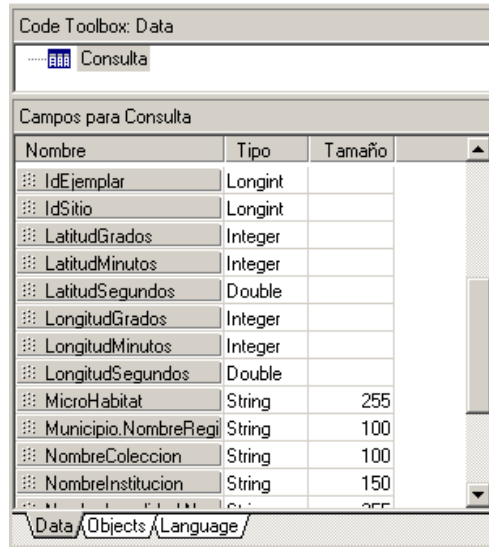 Code Toolbox: Data
Consulta
Campos para Consulta
Nombre Tipo Tamaño
IdEjemplar Longint
IdSitio Longint
LatitudGrados Integer
LatitudMinutos Integer
LatitudSegundos Double
LongitudGrados Integer
LongitudMinutos Integer
LongitudSegundos Double
MicroHabitat String 255
Municipio.NombreRegi String 100
NombreColeccion String 100
NombreInstitucion String 150
Data Objects Language